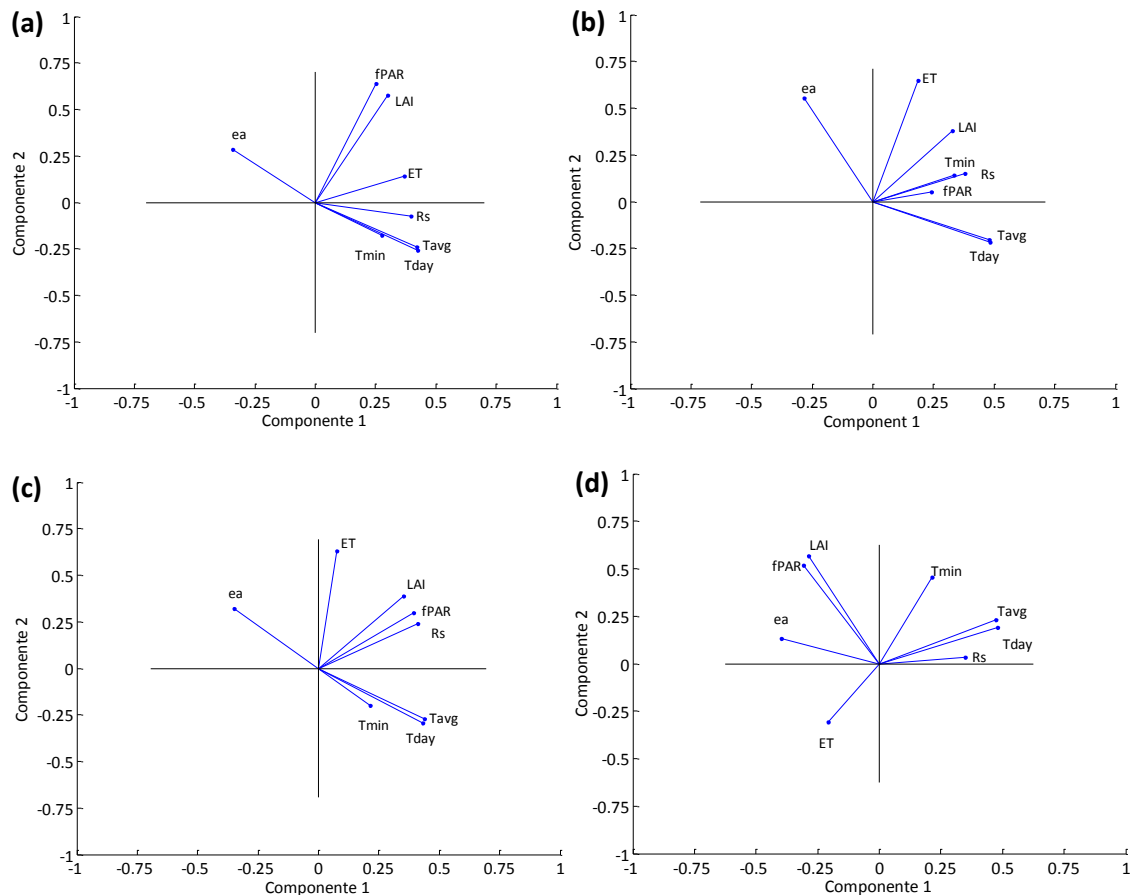 (a)
1
0.75
0.5
0.25
0
-0.25
-0.5
-0.75
-1
Componente 2
fPAR
LAI
ea
ET
Rs
Tavg
Tmin
Tday
-1 -0.75 -0.5 -0.25 0 0.25 0.5 0.75 1
Componente 1
(b)
1
0.75
0.5
0.25
0
-0.25
-0.5
-0.75
-1
Component 2
ET
ea
LAI
Tmin
Rs
fPAR
Tavg
Tday
-1 -0.75 -0.5 -0.25 0 0.25 0.5 0.75 1
Component 1
(c)
1
0.75
0.5
0.25
0
-0.25
-0.5
-0.75
-1
Componente 2
ET
LAI
ea
fPAR
Rs
Tavg
Tmin
Tday
-1 -0.75 -0.5 -0.25 0 0.25 0.5 0.75 1
Componente 1
(d)
1
0.75
0.5
0.25
0
-0.25
-0.5
-0.75
-1
Componente 2
LAI
fPAR
Tmin
ea
Tavg
Tday
Rs
ET
-1 -0.75 -0.5 -0.25 0 0.25 0.5 0.75 1
Componente 1